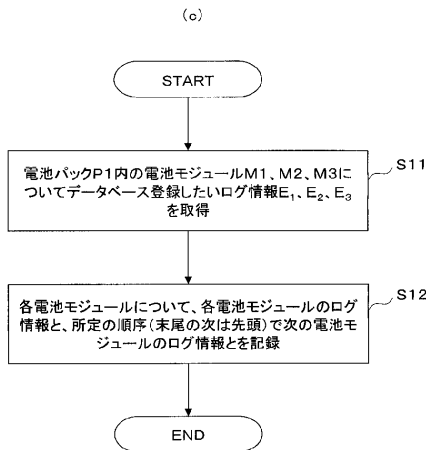 (c)
START
電池パックP1内の電池モジュールM1、M2、M3に
ついてデータベース登録したいログ情報E₁、E₂、E₃
を取得
S11
各電池モジュールについて、各電池モジュールのログ
情報と、所定の順序(末尾の次は先頭)で次の電池モ
ジュールのログ情報とを記録
S12
END